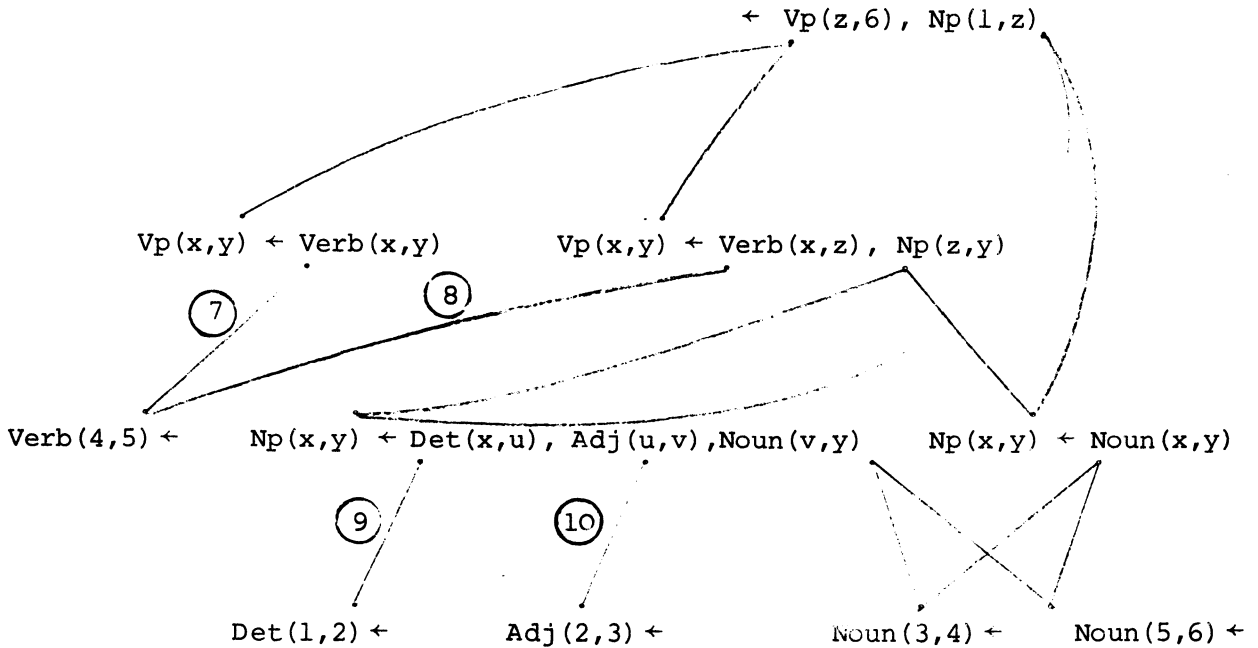 ← Vp(z,6), Np(1,z)
Vp(x,y) ← Verb(x,y)
Vp(x,y) ← Verb(x,z), Np(z,y)
7
8
Verb(4,5) ←
Np(x,y) ← Det(x,u), Adj(u,v),Noun(v,y)
Np(x,y) ← Noun(x,y)
9
10
Det(1,2) ←
Adj(2,3) ←
Noun(3,4) ←
Noun(5,6) ←